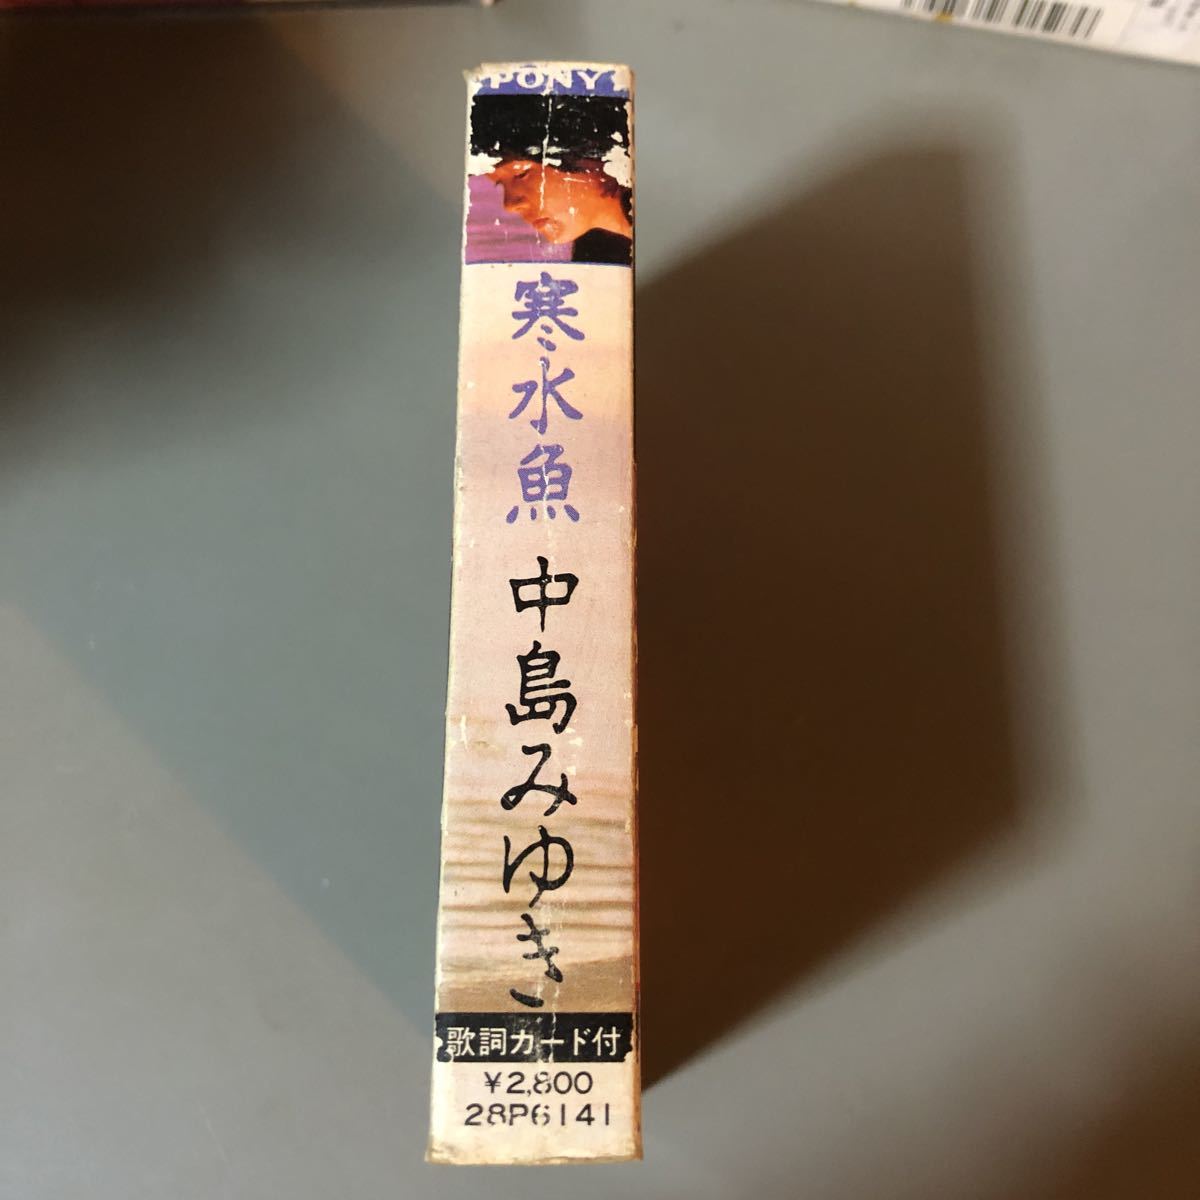 PONY
寒水魚
中島みゆき
歌詞カード付
¥2,800
28P6141